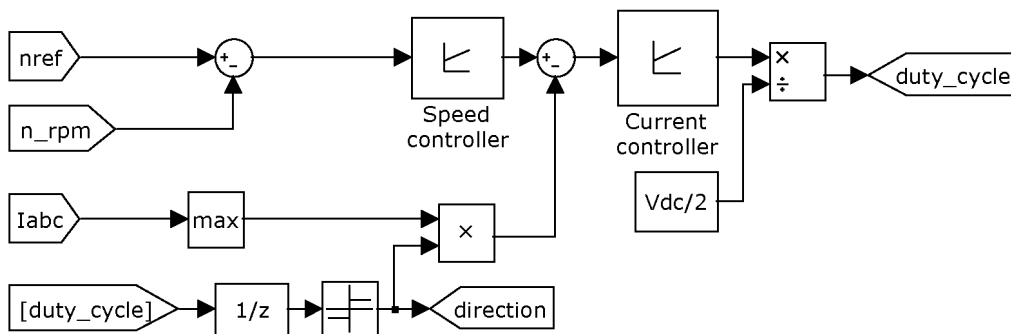 nref
n_rpm
Speed
controller
Current
controller
duty_cycle
Vdc/2
Iabc
max
×
×
÷
[duty_cycle]
1/z
direction